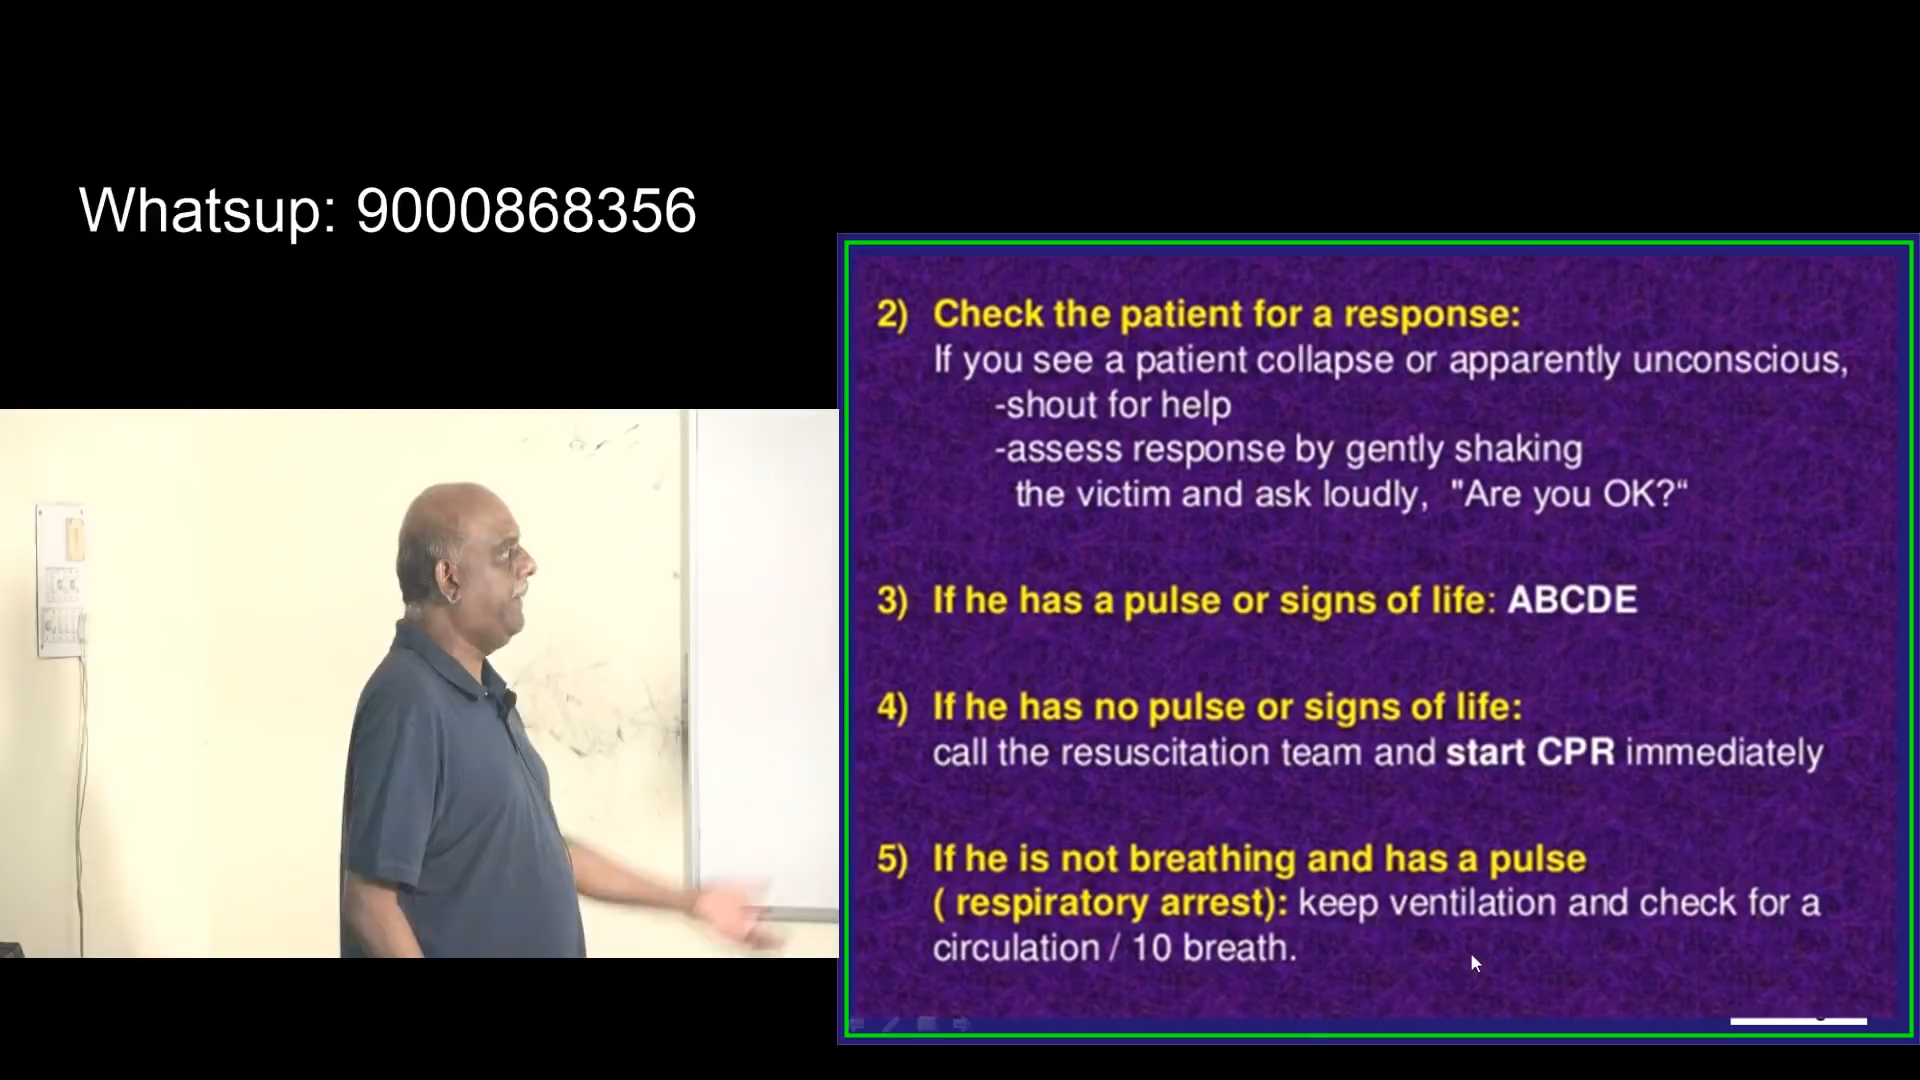 Whatsup: 9000868356
2) Check the patient for a response:
If you see a patient collapse or apparently unconscious,
-shout for help
-assess response by gently shaking
the victim and ask loudly, "Are you OK?“
3) If he has a pulse or signs of life: ABCDE
4) If he has no pulse or signs of life:
call the resuscitation team and start CPR immediately
5) If he is not breathing and has a pulse
( respiratory arrest): keep ventilation and check for a
circulation / 10 breath.